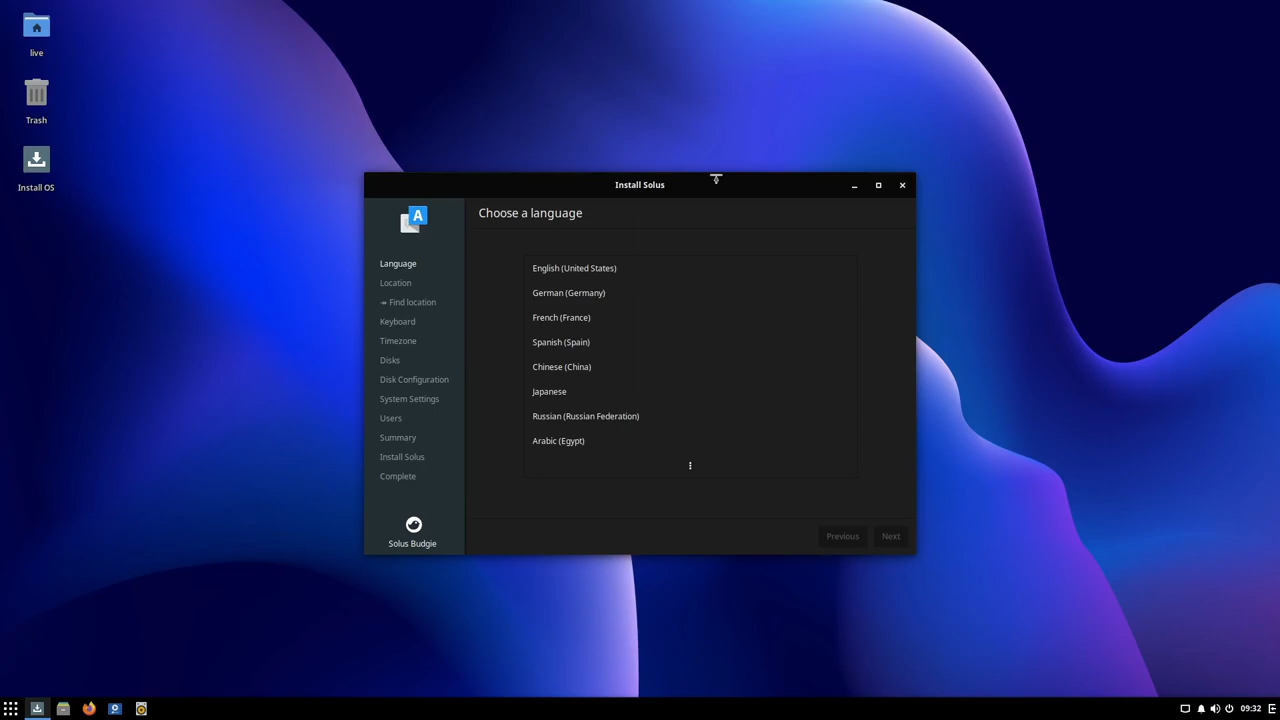 live
Trash
Install OS
Install Solus
A
Choose a language
Language
Location
Find location
Keyboard
Timezone
Disks
Disk Configuration
System Settings
Users
Summary
Install Solus
Complete
Solus Budgie
English (United States)
German (Germany)
French (France)
Spanish (Spain)
Chinese (China)
Japanese
Russian (Russian Federation)
Arabic (Egypt)
Previous
Next
09:32